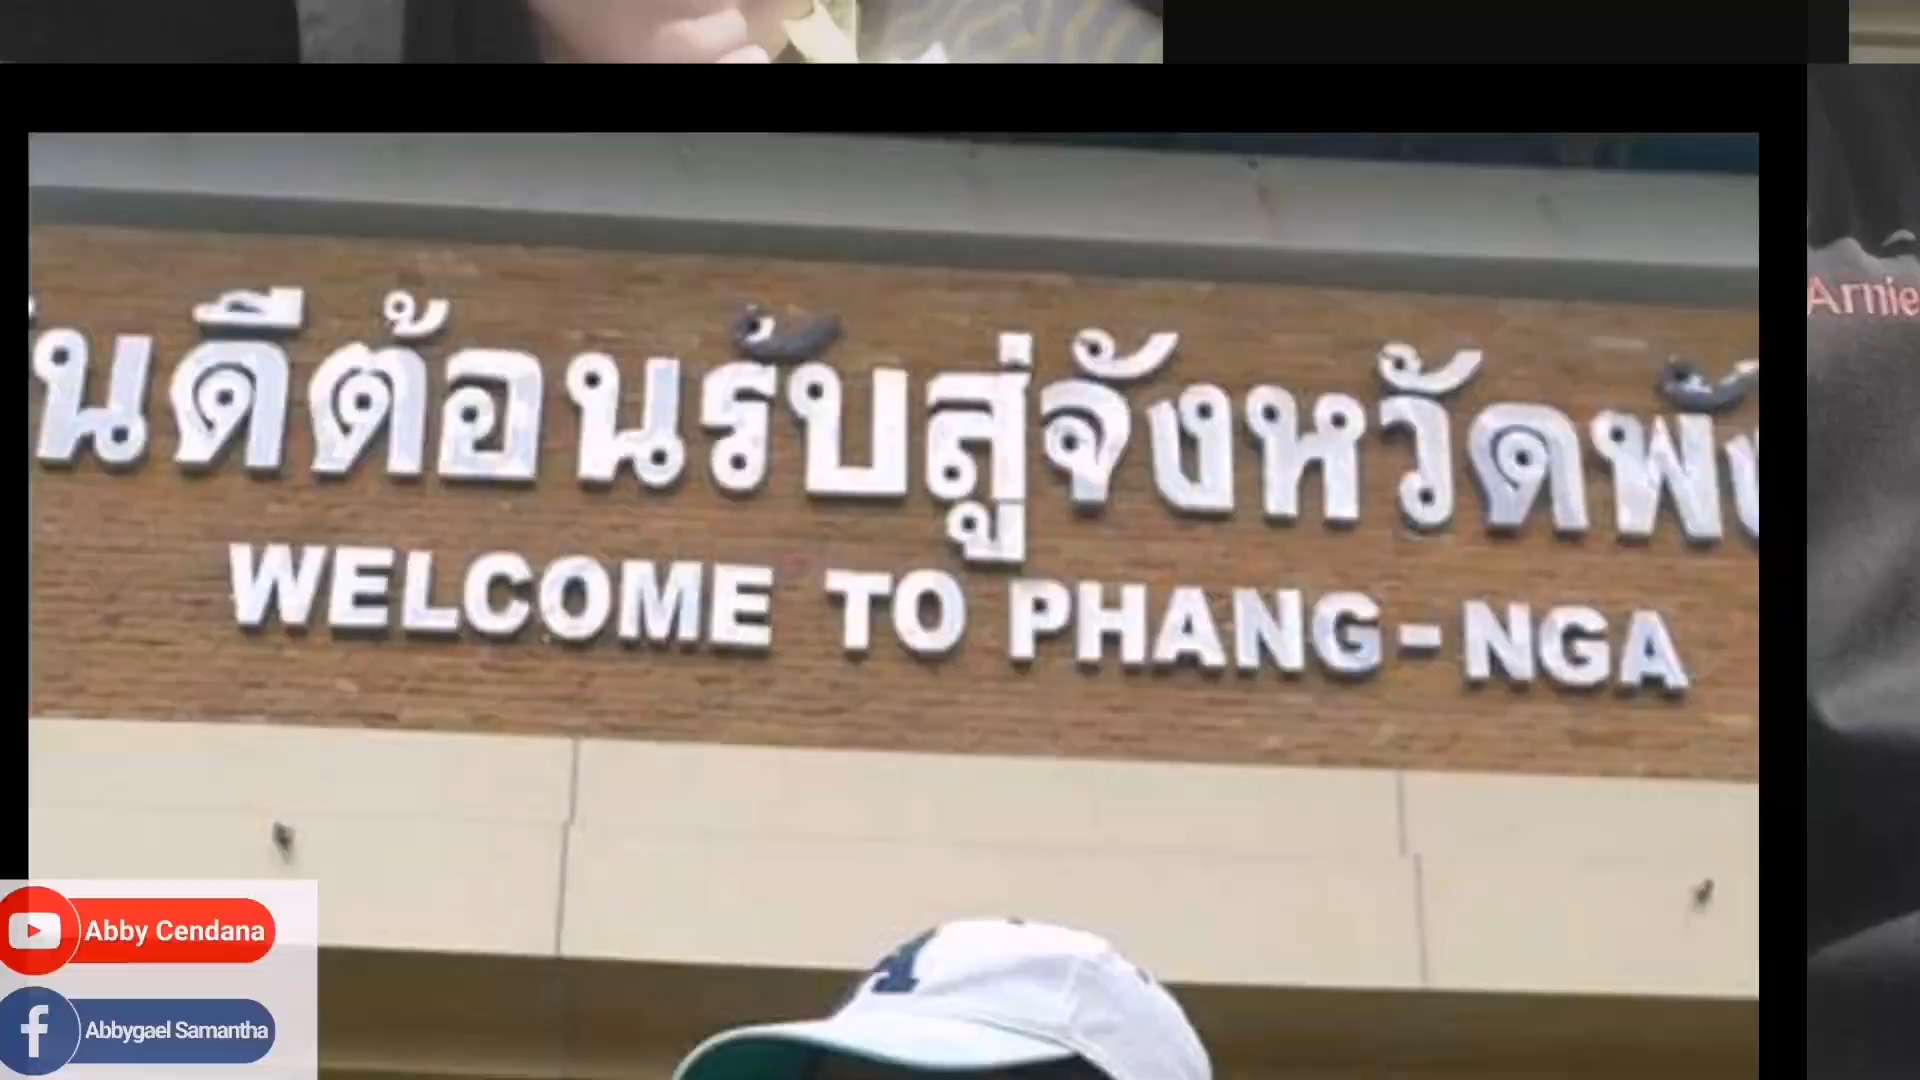 นดีต้อนรับสู่จังหวัดพัง
WELCOME TO PHANG-NGA
Arnie
Abby Cendana
Abbygael Samantha